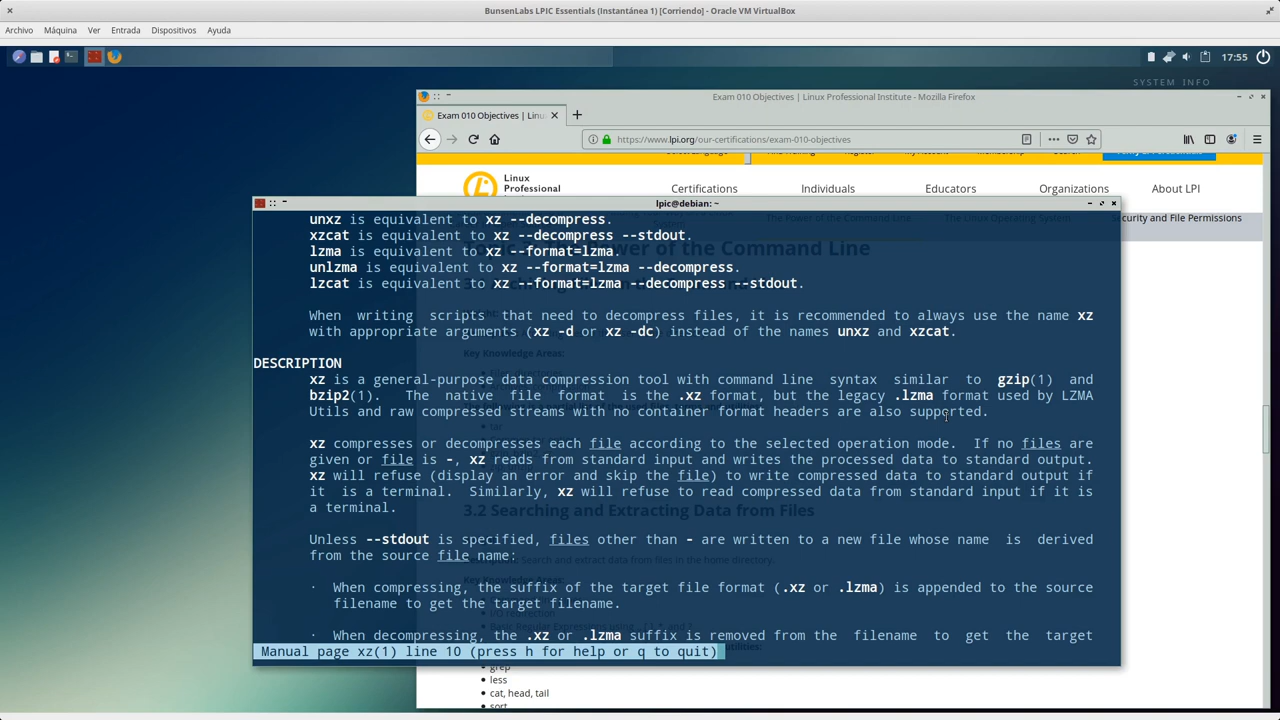 BunsenLabs LPIC Essentials (Instantánea 1) [Corriendo] - Oracle VM VirtualBox
Archivo Máquina Ver Entrada Dispositivos Ayuda
17:55
SYSTEM INFO
Exam 010 Objectives | Linux Professional Institute - Mozilla Firefox
Exam 010 Objectives | Linu
https://www.lpi.org/our-certifications/exam-010-objectives
Linux
Professional
Certifications Individuals Educators Organizations About LPI
lpic@debian: ~
The Power of the Command Line The Linux Operating System Security and File Permissions
unxz is equivalent to xz --decompress.
xzcat is equivalent to xz --decompress --stdout.
lzma is equivalent to xz --format=lzma.
unlzma is equivalent to xz --format=lzma --decompress.
lzcat is equivalent to xz --format=lzma --decompress --stdout.
When writing scripts that need to decompress files, it is recommended to always use the name xz
with appropriate arguments (xz -d or xz -dc) instead of the names unxz and xzcat.
Key Knowledge Areas:
DESCRIPTION
xz is a general-purpose data compression tool with command line syntax similar to gzip(1) and
bzip2(1). The native file format is the .xz format, but the legacy .lzma format used by LZMA
Utils and raw compressed streams with no container format headers are also supported.
tar
xz compresses or decompresses each file according to the selected operation mode. If no files are
given or file is -, xz reads from standard input and writes the processed data to standard output.
xz will refuse (display an error and skip the file) to write compressed data to standard output if
it is a terminal. Similarly, xz will refuse to read compressed data from standard input if it is
a terminal.
3.2 Searching and Extracting Data from Files
Unless --stdout is specified, files other than - are written to a new file whose name is derived
from the source file name:
· When compressing, the suffix of the target file format (.xz or .lzma) is appended to the source
filename to get the target filename.
· When decompressing, the .xz or .lzma suffix is removed from the filename to get the target
Manual page xz(1) line 10 (press h for help or q to quit)
grep
less
cat, head, tail
sort